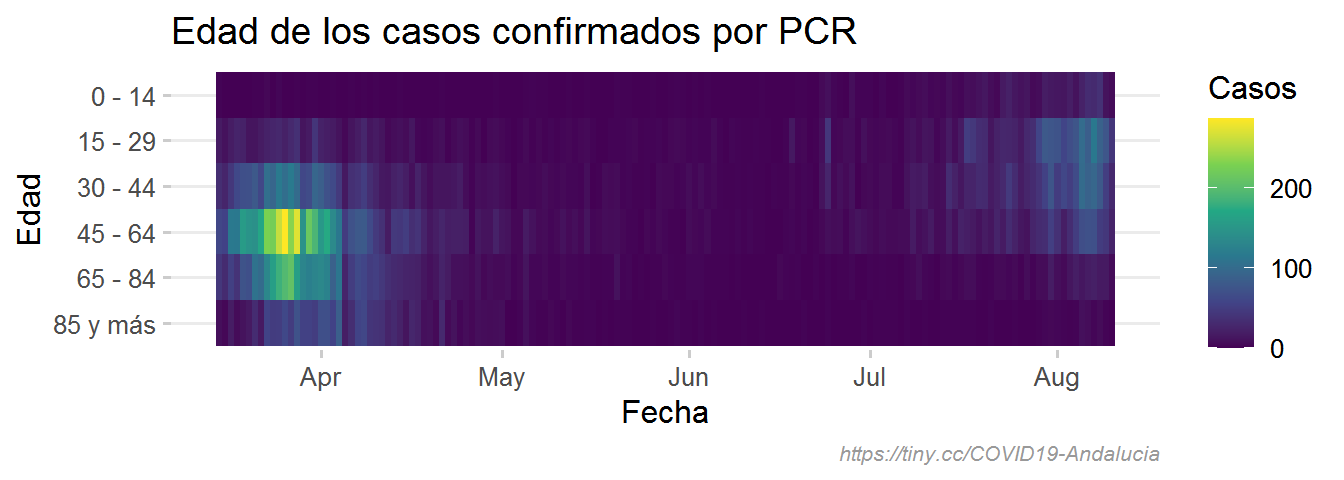 Edad de los casos confirmados por PCR
Edad
0 - 14
15 - 29
30 - 44
45 - 64
65 - 84
85 y más
Apr May Jun Jul Aug
Fecha
Casos
200
100
0
https://tiny.cc/COVID19-Andalucia